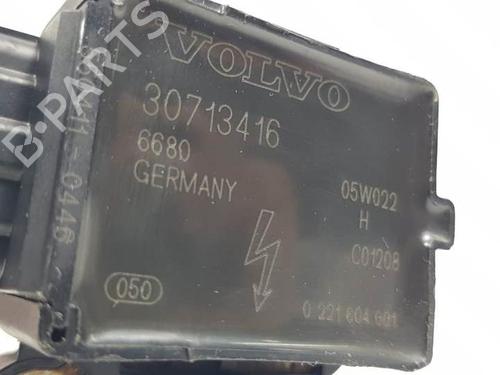 VOLVO
30713416
6680
GERMANY
05W022
H
C01208
050
0 221 604 001
B-PARTS